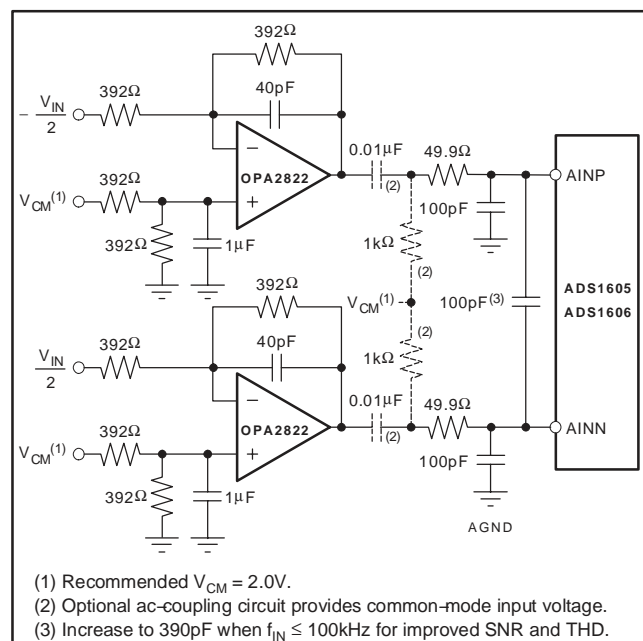 392Ω
40pF
392Ω
− V_IN/2
OPA2822
0.01μF
(2)
49.9Ω
AINP
392Ω
V_CM(1)
392Ω
1μF
100pF
1kΩ
(2)
ADS1605
ADS1606
V_CM(1)
100pF(3)
392Ω
(2)
1kΩ
40pF
392Ω
V_IN/2
OPA2822
0.01μF
(2)
49.9Ω
AINN
392Ω
V_CM(1)
392Ω
1μF
100pF
AGND
(1) Recommended V_CM = 2.0V.
(2) Optional ac−coupling circuit provides common−mode input voltage.
(3) Increase to 390pF when f_IN ≤ 100kHz for improved SNR and THD.